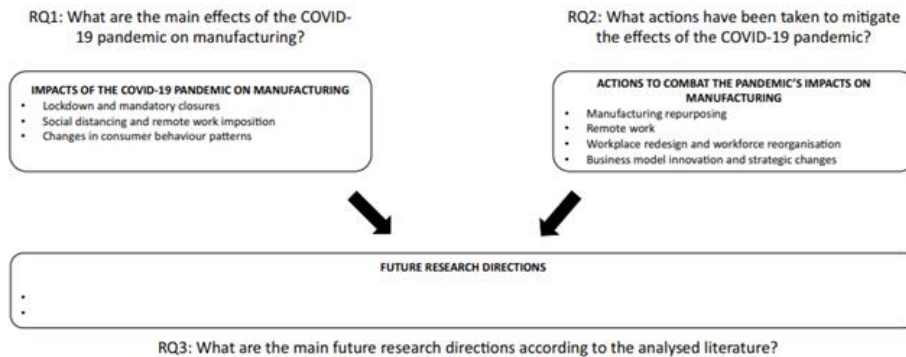 RQ1: What are the main effects of the COVID-
19 pandemic on manufacturing?
RQ2: What actions have been taken to mitigate
the effects of the COVID-19 pandemic?
IMPACTS OF THE COVID-19 PANDEMIC ON MANUFACTURING
• Lockdown and mandatory closures
• Social distancing and remote work imposition
• Changes in consumer behaviour patterns
ACTIONS TO COMBAT THE PANDEMIC'S IMPACTS ON
MANUFACTURING
• Manufacturing repurposing
• Remote work
• Workplace redesign and workforce reorganisation
• Business model innovation and strategic changes
FUTURE RESEARCH DIRECTIONS
•
•
RQ3: What are the main future research directions according to the analysed literature?